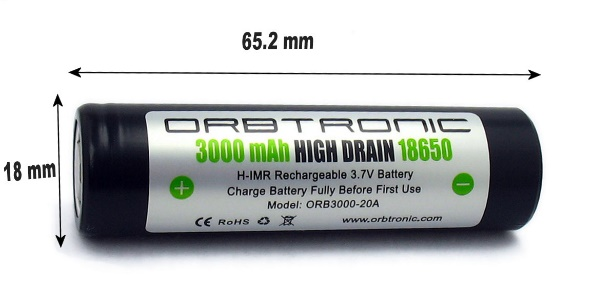 65.2 mm
18 mm
ORBTRONIC
3000 mAh HIGH DRAIN 18650
H-IMR Rechargeable 3.7V Battery
Charge Battery Fully Before First Use
Model: ORB3000-20A
CE RoHS www.orbtronic.com